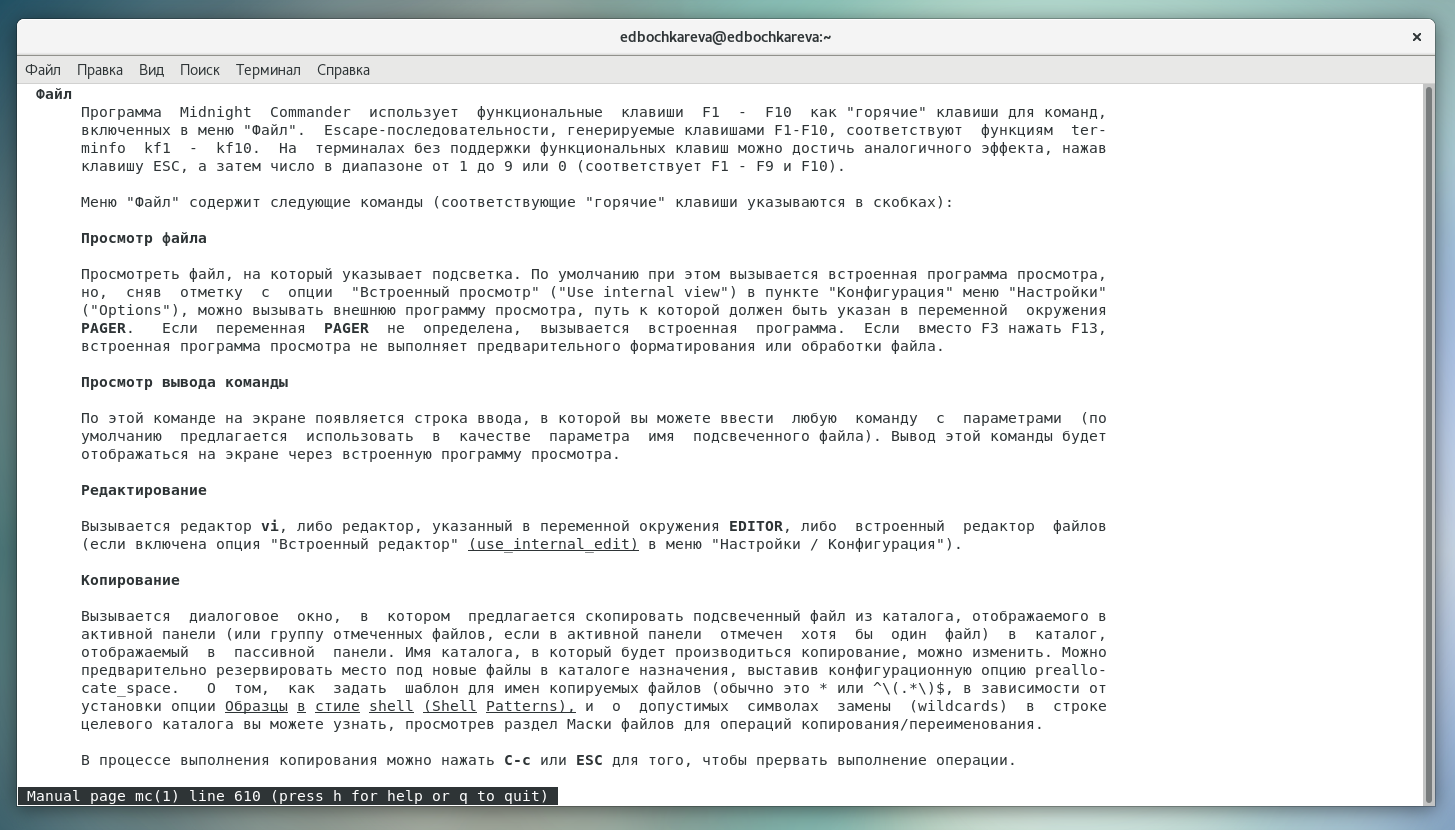 edbochkareva@edbochkareva:~
×
Файл Правка Вид Поиск Терминал Справка
Файл
Программа Midnight Commander использует функциональные клавиши F1 - F10 как "горячие" клавиши для команд,
включенных в меню "Файл". Escape-последовательности, генерируемые клавишами F1-F10, соответствуют функциям ter-
minfo kf1 - kf10. На терминалах без поддержки функциональных клавиш можно достичь аналогичного эффекта, нажав
клавишу ESC, а затем число в диапазоне от 1 до 9 или 0 (соответствует F1 - F9 и F10).
Меню "Файл" содержит следующие команды (соответствующие "горячие" клавиши указываются в скобках):
Просмотр файла
Просмотреть файл, на который указывает подсветка. По умолчанию при этом вызывается встроенная программа просмотра,
но, сняв отметку с опции "Встроенный просмотр" ("Use internal view") в пункте "Конфигурация" меню "Настройки"
("Options"), можно вызывать внешнюю программу просмотра, путь к которой должен быть указан в переменной окружения
PAGER. Если переменная PAGER не определена, вызывается встроенная программа. Если вместо F3 нажать F13,
встроенная программа просмотра не выполняет предварительного форматирования или обработки файла.
Просмотр вывода команды
По этой команде на экране появляется строка ввода, в которой вы можете ввести любую команду с параметрами (по
умолчанию предлагается использовать в качестве параметра имя подсвеченного файла). Вывод этой команды будет
отображаться на экране через встроенную программу просмотра.
Редактирование
Вызывается редактор vi, либо редактор, указанный в переменной окружения EDITOR, либо встроенный редактор файлов
(если включена опция "Встроенный редактор" (use_internal_edit) в меню "Настройки / Конфигурация").
Копирование
Вызывается диалоговое окно, в котором предлагается скопировать подсвеченный файл из каталога, отображаемого в
активной панели (или группу отмеченных файлов, если в активной панели отмечен хотя бы один файл) в каталог,
отображаемый в пассивной панели. Имя каталога, в который будет производиться копирование, можно изменить. Можно
предварительно резервировать место под новые файлы в каталоге назначения, выставив конфигурационную опцию preallo-
cate_space. О том, как задать шаблон для имен копируемых файлов (обычно это * или ^\(.*\)$, в зависимости от
установки опции Образцы в стиле shell (Shell Patterns), и о допустимых символах замены (wildcards) в строке
целевого каталога вы можете узнать, просмотрев раздел Маски файлов для операций копирования/переименования.
В процессе выполнения копирования можно нажать C-c или ESC для того, чтобы прервать выполнение операции.
Manual page mc(1) line 610 (press h for help or q to quit)